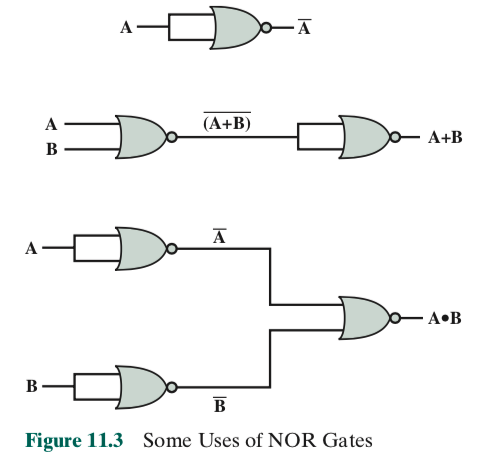 A A̅
A (A+B)̅ A+B
B
A A̅
A•B
B B̅
Figure 11.3 Some Uses of NOR Gates